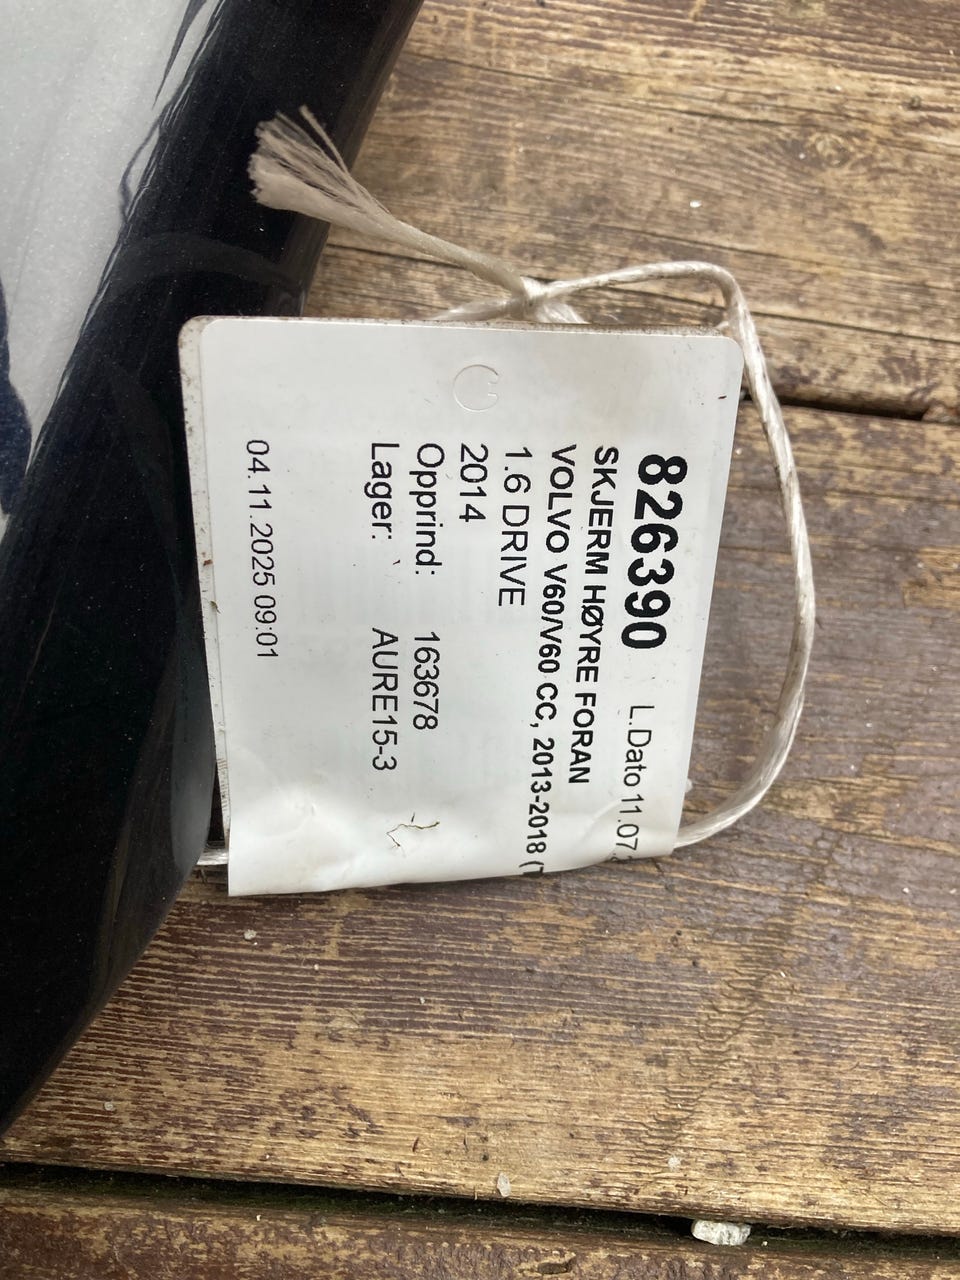 826390 L.Dato 11.07.
SKJERM HØYRE FORAN
VOLVO V60/V60 CC, 2013-2018 (
1.6 DRIVE
2014
Opprind: 163678
Lager: AURE15-3
04.11.2025 09:01